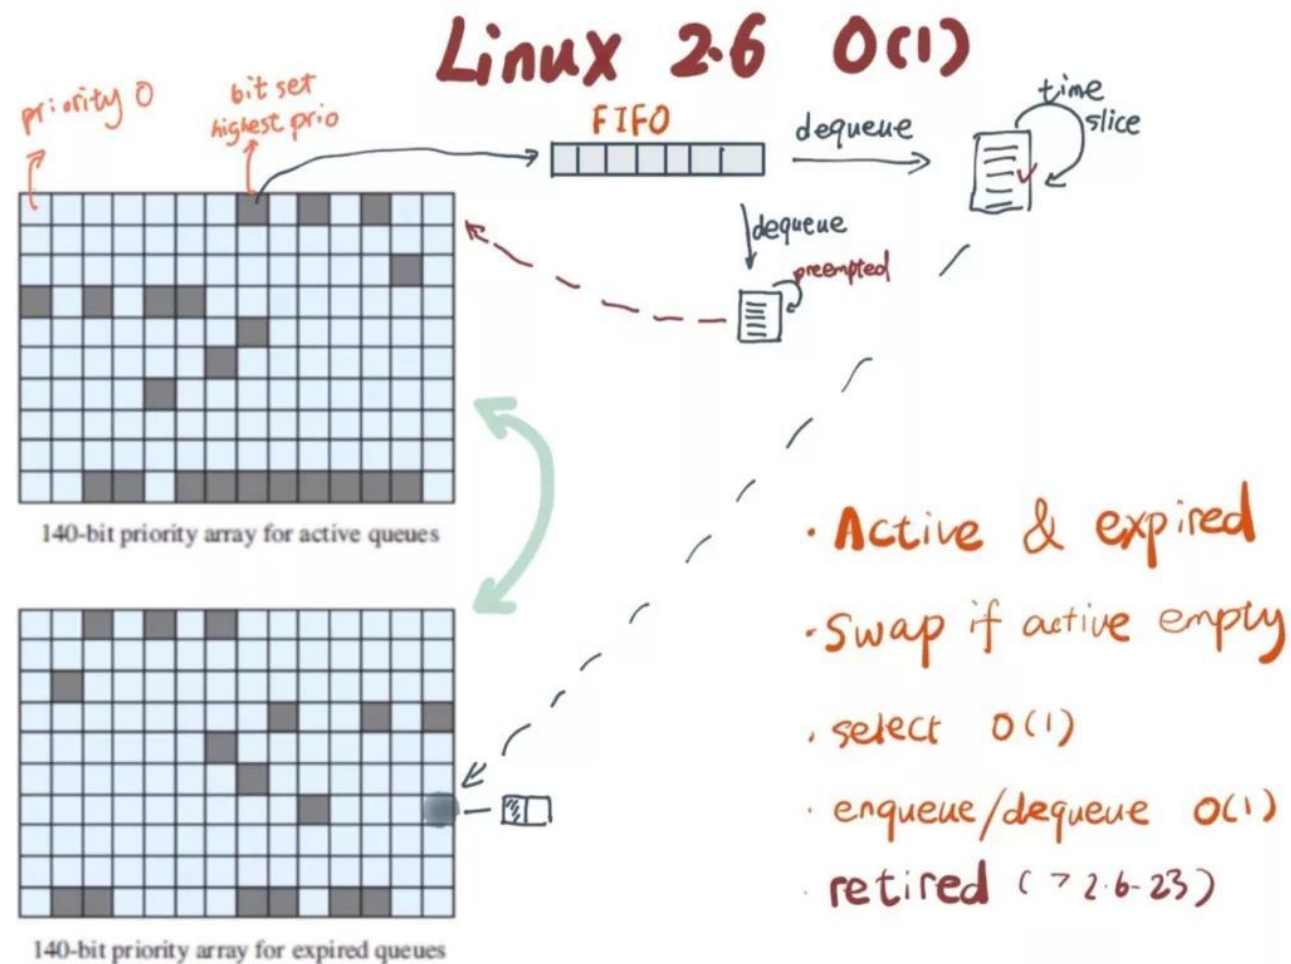 Linux 2.6 O(1)
priority 0
bit set
highest prio
FIFO
dequeue
time
slice
dequeue
preempted
140-bit priority array for active queues
· Active & expired
· Swap if active empty
· select O(1)
· enqueue/dequeue O(1)
· retired (>2.6-23)
140-bit priority array for expired queues